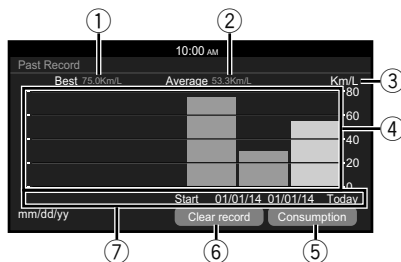 ① ②
10:00 AM
Past Record
Best 75.0Km/L Average 53.3Km/L Km/L ③
80
60
④
40
20
0
Start 01/01/14 01/01/14 Today
mm/dd/yy Clear record Consumption
⑦ ⑥ ⑤